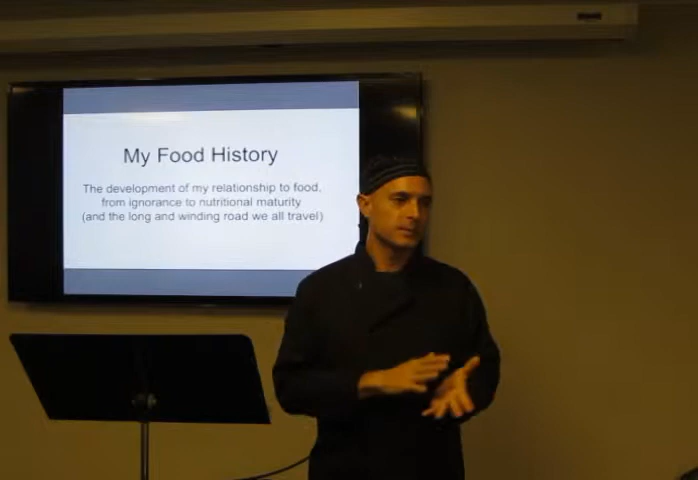 My Food History
The development of my relationship to food,
from ignorance to nutritional maturity
(and the long and winding road we all travel)